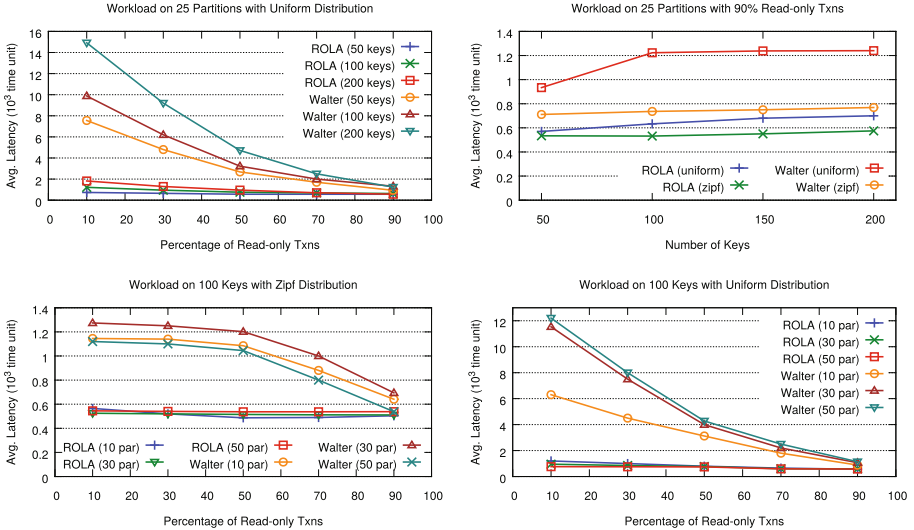 Workload on 25 Partitions with Uniform Distribution
Avg. Latency (10³ time unit)
16
14
12
10
8
6
4
2
0
ROLA (50 keys)
ROLA (100 keys)
ROLA (200 keys)
Walter (50 keys)
Walter (100 keys)
Walter (200 keys)
0 10 20 30 40 50 60 70 80 90 100
Percentage of Read-only Txns
Workload on 25 Partitions with 90% Read-only Txns
Avg. Latency (10³ time unit)
1.4
1.2
1
0.8
0.6
0.4
0.2
0
ROLA (uniform)
ROLA (zipf)
Walter (uniform)
Walter (zipf)
50 100 150 200
Number of Keys
Workload on 100 Keys with Zipf Distribution
Avg. Latency (10³ time unit)
1.4
1.2
1
0.8
0.6
0.4
0.2
0
ROLA (10 par)
ROLA (30 par)
ROLA (50 par)
Walter (10 par)
Walter (30 par)
Walter (50 par)
0 10 20 30 40 50 60 70 80 90 100
Percentage of Read-only Txns
Workload on 100 Keys with Uniform Distribution
Avg. Latency (10³ time unit)
12
10
8
6
4
2
0
ROLA (10 par)
ROLA (30 par)
ROLA (50 par)
Walter (10 par)
Walter (30 par)
Walter (50 par)
0 10 20 30 40 50 60 70 80 90 100
Percentage of Read-only Txns